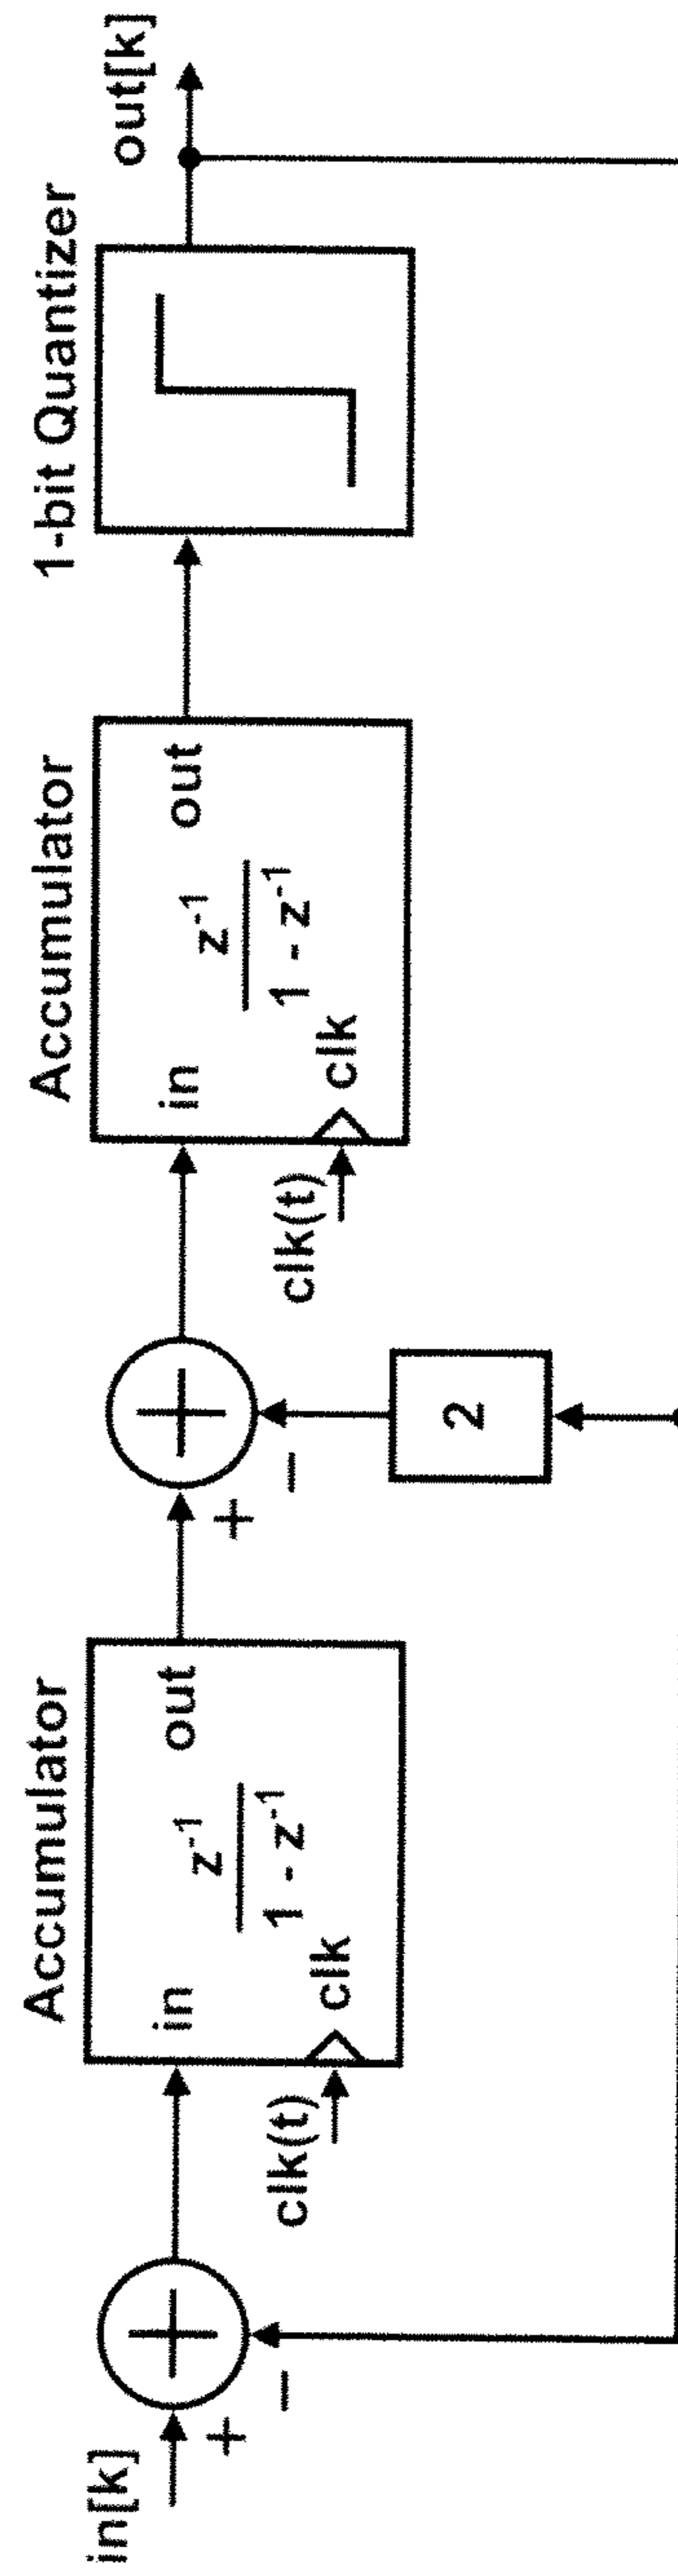 in[k]
+
−
+
Accumulator
in
out
z⁻¹
1 - z⁻¹
clk(t)
clk
+
−
+
2
Accumulator
in
out
z⁻¹
1 - z⁻¹
clk(t)
clk
1-bit Quantizer
out[k]